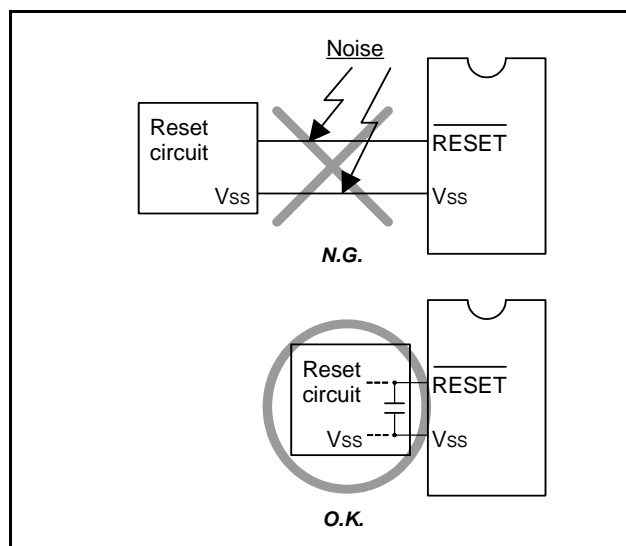 Noise
Reset
circuit
RESET
Vss
Vss
N.G.
Reset
circuit
RESET
Vss
Vss
O.K.